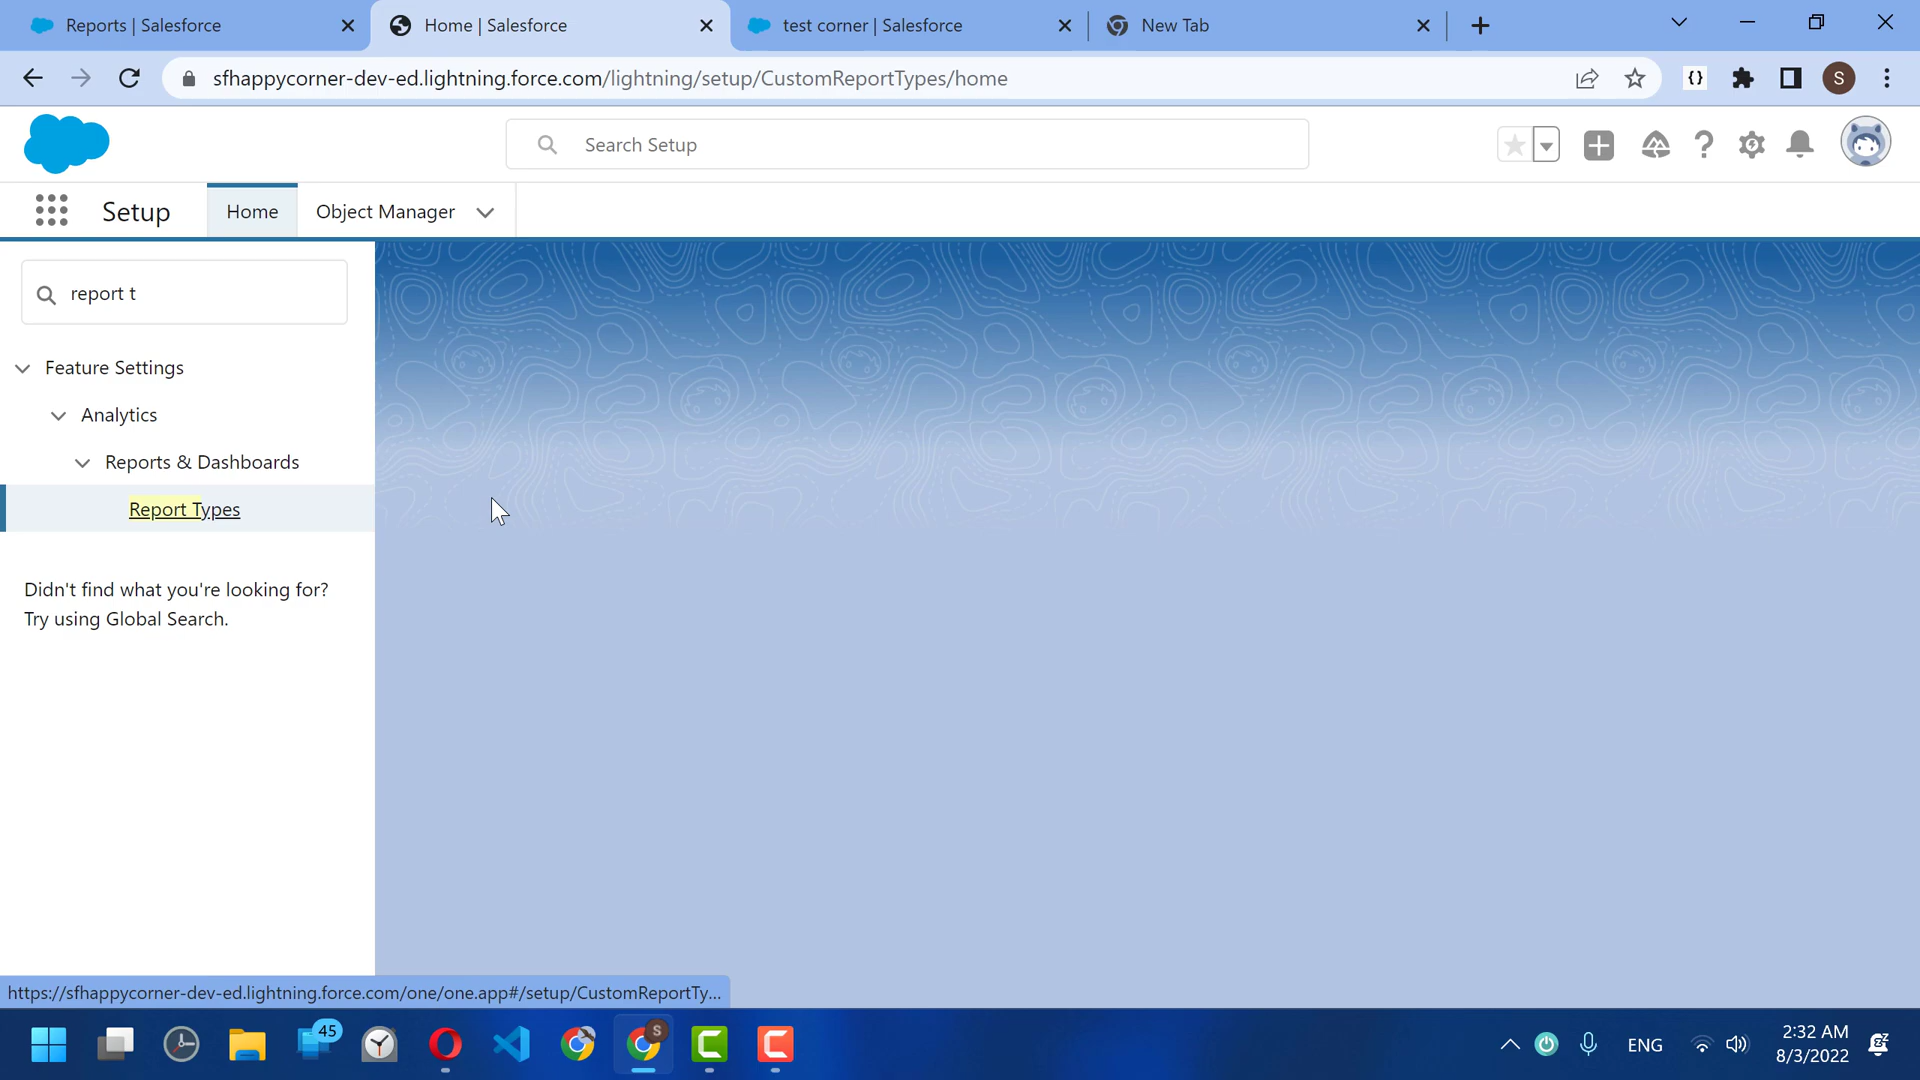 Reports | Salesforce
Home | Salesforce
test corner | Salesforce
New Tab
sfhappycorner-dev-ed.lightning.force.com/lightning/setup/CustomReportTypes/home
S
Search Setup
Setup
Home
Object Manager
report t
Feature Settings
Analytics
Reports & Dashboards
Report Types
Didn't find what you're looking for?
Try using Global Search.
https://sfhappycorner-dev-ed.lightning.force.com/one/one.app#/setup/CustomReportTy...
45
S
ENG
2:32 AM
8/3/2022